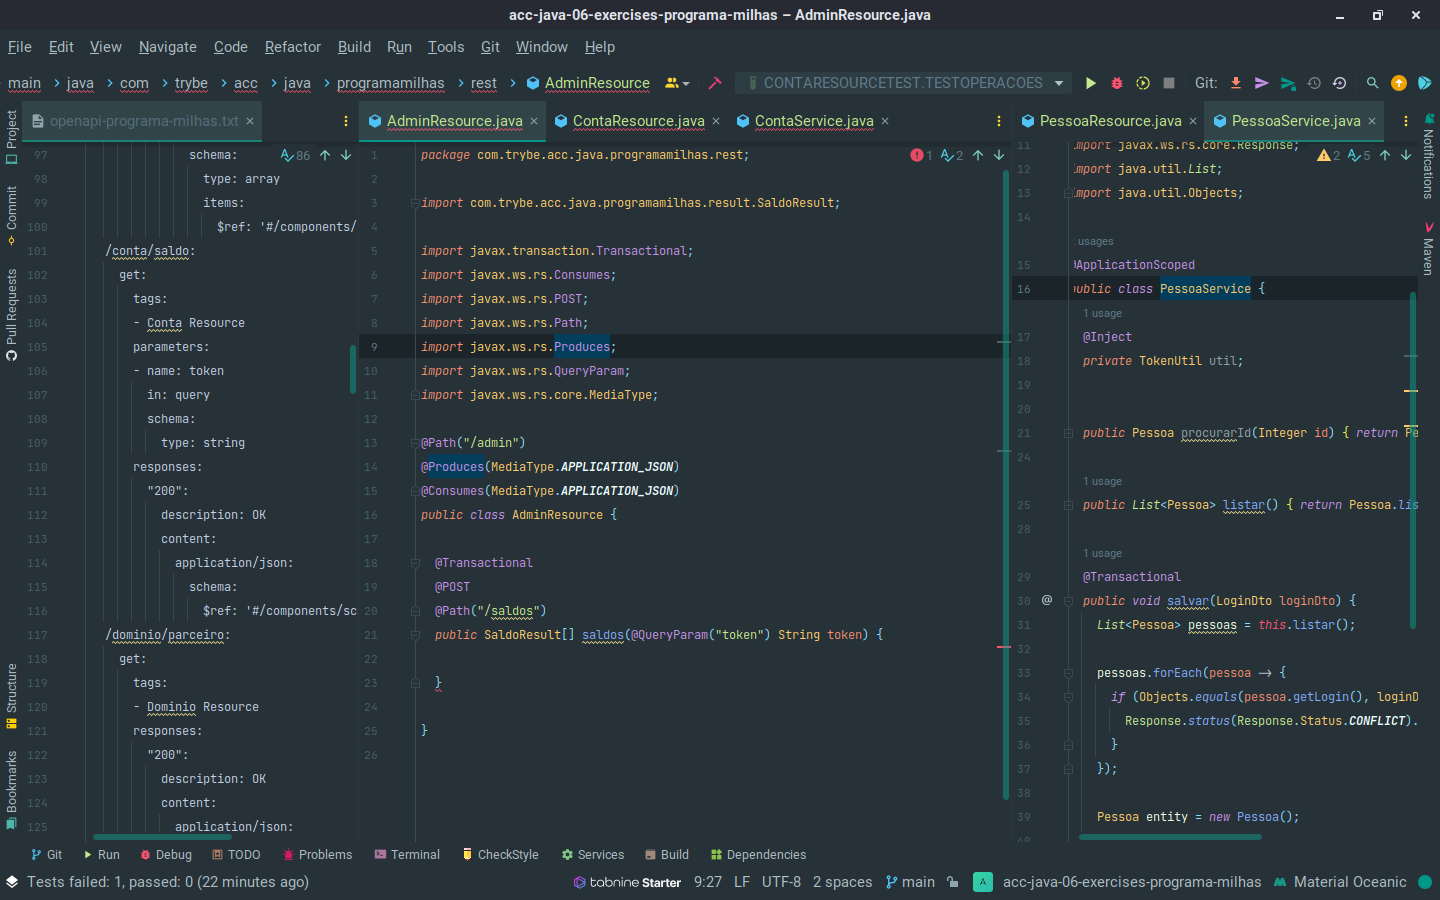 acc-java-06-exercises-programa-milhas – AdminResource.java
File Edit View Navigate Code Refactor Build Run Tools Git Window Help
main java com trybe acc java programamilhas rest AdminResource CONTARESOURCETEST.TESTOPERACOES Git:
openapi-programa-milhas.txt AdminResource.java ContaResource.java ContaService.java PessoaResource.java PessoaService.java
Project
Commit
Pull Requests
Structure
Bookmarks
86
97 schema:
98 type: array
99 items:
100 $ref: '#/components/
101 /conta/saldo:
102 get:
103 tags:
104 - Conta Resource
105 parameters:
106 - name: token
107 in: query
108 schema:
109 type: string
110 responses:
111 "200":
112 description: OK
113 content:
114 application/json:
115 schema:
116 $ref: '#/components/sc
117 /dominio/parceiro:
118 get:
119 tags:
120 - Dominio Resource
121 responses:
122 "200":
123 description: OK
124 content:
125 application/json:
1 2
1 package com.trybe.acc.java.programamilhas.rest;
2
3 import com.trybe.acc.java.programamilhas.result.SaldoResult;
4
5 import javax.transaction.Transactional;
6 import javax.ws.rs.Consumes;
7 import javax.ws.rs.POST;
8 import javax.ws.rs.Path;
9 import javax.ws.rs.Produces;
10 import javax.ws.rs.QueryParam;
11 import javax.ws.rs.core.MediaType;
12
13 @Path("/admin")
14 @Produces(MediaType.APPLICATION_JSON)
15 @Consumes(MediaType.APPLICATION_JSON)
16 public class AdminResource {
17
18 @Transactional
19 @POST
20 @Path("/saldos")
21 public SaldoResult[] saldos(@QueryParam("token") String token) {
22
23 }
24
25 }
26
2 5
11 import javax.ws.rs.core.Response;
12 import java.util.List;
13 import java.util.Objects;
14
usages
15 @ApplicationScoped
16 public class PessoaService {
1 usage
17 @Inject
18 private TokenUtil util;
19
20
21 public Pessoa procurarId(Integer id) { return Pe
24
1 usage
25 public List<Pessoa> listar() { return Pessoa.lis
28
1 usage
29 @Transactional
30 @ public void salvar(LoginDto loginDto) {
31 List<Pessoa> pessoas = this.listar();
32
33 pessoas.forEach(pessoa → {
34 if (Objects.equals(pessoa.getLogin(), loginD
35 Response.status(Response.Status.CONFLICT).
36 }
37 });
38
39 Pessoa entity = new Pessoa();
40
Notifications
Maven
Git Run Debug TODO Problems Terminal CheckStyle Services Build Dependencies
Tests failed: 1, passed: 0 (22 minutes ago) tabnine Starter 9:27 LF UTF-8 2 spaces main A acc-java-06-exercises-programa-milhas Material Oceanic